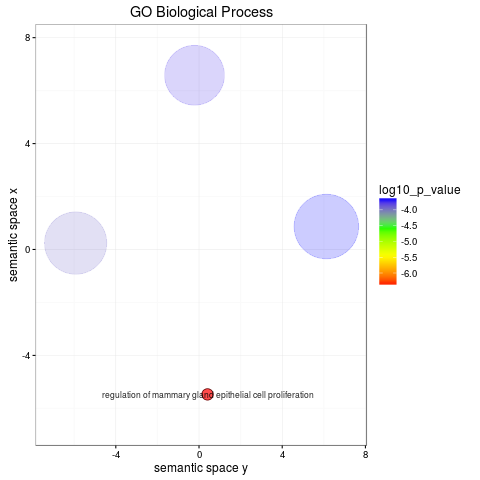 GO Biological Process
8
4
0
-4
semantic space x
regulation of mammary gland epithelial cell proliferation
-4
0
4
8
semantic space y
log10_p_value
-4.0
-4.5
-5.0
-5.5
-6.0